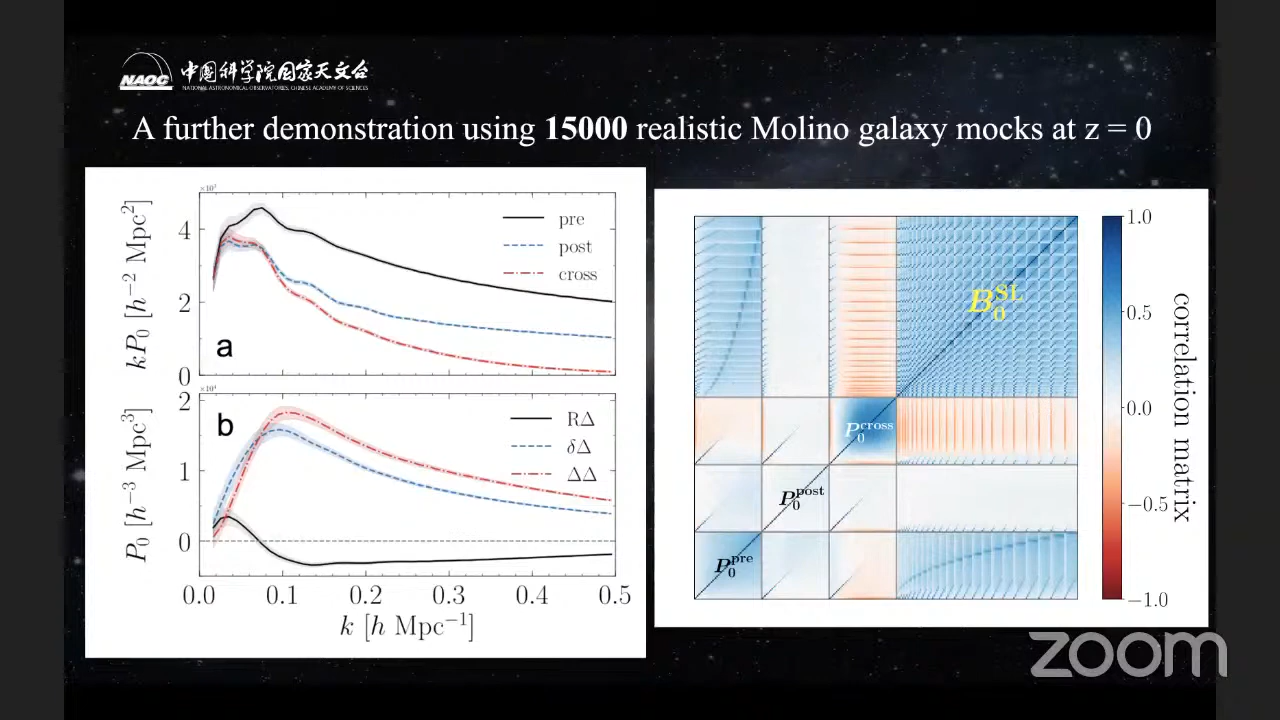 NAOC 中国科学院国家天文台
NATIONAL ASTRONOMICAL OBSERVATORIES, CHINESE ACADEMY OF SCIENCES
A further demonstration using 15000 realistic Molino galaxy mocks at z = 0
×10³
kP₀ [h⁻² Mpc²]
4
2
0
pre
post
cross
a
×10⁴
P₀ [h⁻³ Mpc³]
2
1
0
b
RΔ
δΔ
ΔΔ
0.0 0.1 0.2 0.3 0.4 0.5
k [h Mpc⁻¹]
B₀^SL
P₀^cross
P₀^post
P₀^pre
1.0
0.5
0.0
−0.5
−1.0
correlation matrix
zoom